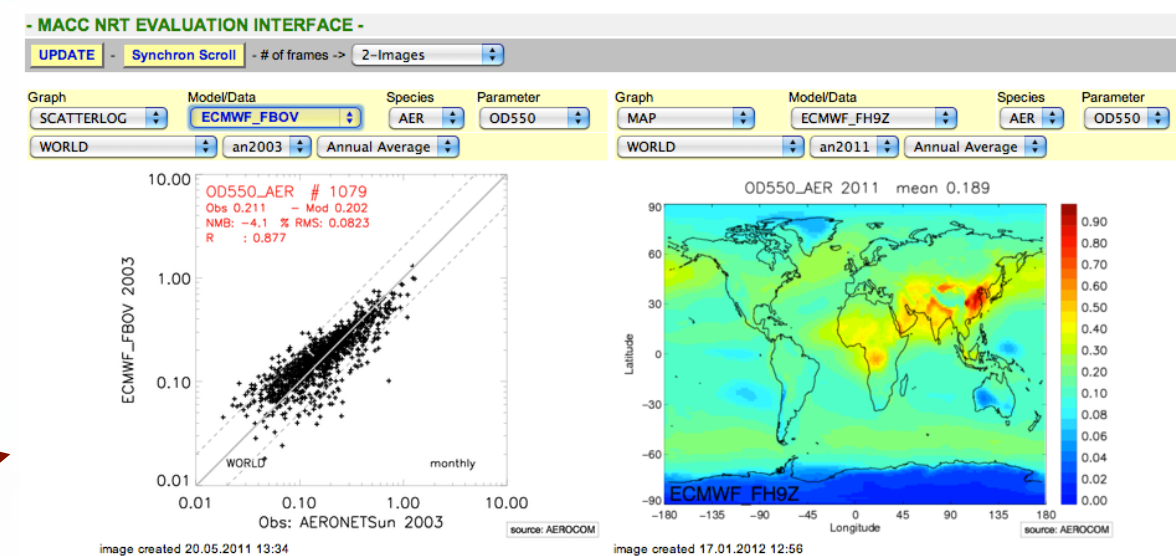 - MACC NRT EVALUATION INTERFACE -
UPDATE - Synchron Scroll - # of frames -> 2-Images
Graph Model/Data Species Parameter
SCATTERLOG ECMWF_FBOV AER OD550
WORLD an2003 Annual Average
10.00
1.00
0.10
0.01
ECMWF_FBOV 2003
OD550_AER # 1079
Obs 0.211 - Mod 0.202
NMB: -4.1 % RMS: 0.0823
R : 0.877
WORLD monthly
0.01 0.10 1.00 10.00
Obs: AERONETSun 2003
source: AEROCOM
image created 20.05.2011 13:34
Graph Model/Data Species Parameter
MAP ECMWF_FH9Z AER OD550
WORLD an2011 Annual Average
OD550_AER 2011 mean 0.189
90
60
30
0
-30
-60
-90
Latitude
ECMWF_FH9Z
-180 -135 -90 -45 0 45 90 135 180
Longitude
0.90
0.80
0.70
0.60
0.50
0.40
0.30
0.20
0.10
0.08
0.06
0.04
0.02
0.00
source: AEROCOM
image created 17.01.2012 12:56